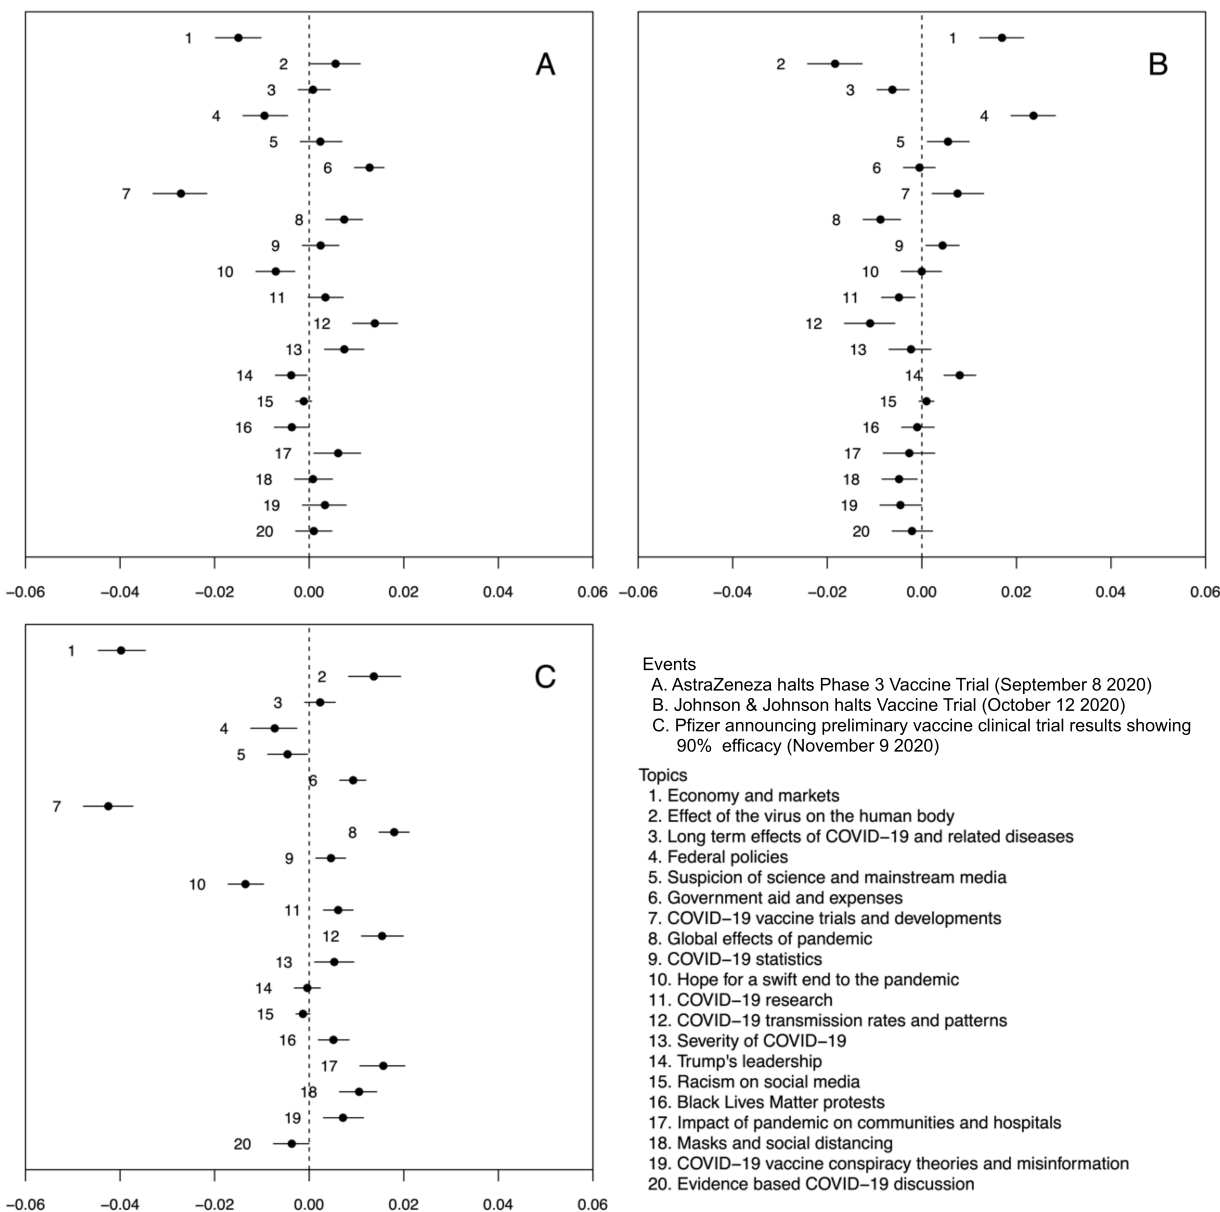 A
1
2
3
4
5
6
7
8
9
10
11
12
13
14
15
16
17
18
19
20
−0.06 −0.04 −0.02 0.00 0.02 0.04 0.06
B
1
2
3
4
5
6
7
8
9
10
11
12
13
14
15
16
17
18
19
20
−0.06 −0.04 −0.02 0.00 0.02 0.04 0.06
C
1
2
3
4
5
6
7
8
9
10
11
12
13
14
15
16
17
18
19
20
−0.06 −0.04 −0.02 0.00 0.02 0.04 0.06
Events
A. AstraZeneza halts Phase 3 Vaccine Trial (September 8 2020)
B. Johnson & Johnson halts Vaccine Trial (October 12 2020)
C. Pfizer announcing preliminary vaccine clinical trial results showing
90% efficacy (November 9 2020)
Topics
1. Economy and markets
2. Effect of the virus on the human body
3. Long term effects of COVID−19 and related diseases
4. Federal policies
5. Suspicion of science and mainstream media
6. Government aid and expenses
7. COVID−19 vaccine trials and developments
8. Global effects of pandemic
9. COVID−19 statistics
10. Hope for a swift end to the pandemic
11. COVID−19 research
12. COVID−19 transmission rates and patterns
13. Severity of COVID−19
14. Trump's leadership
15. Racism on social media
16. Black Lives Matter protests
17. Impact of pandemic on communities and hospitals
18. Masks and social distancing
19. COVID−19 vaccine conspiracy theories and misinformation
20. Evidence based COVID−19 discussion